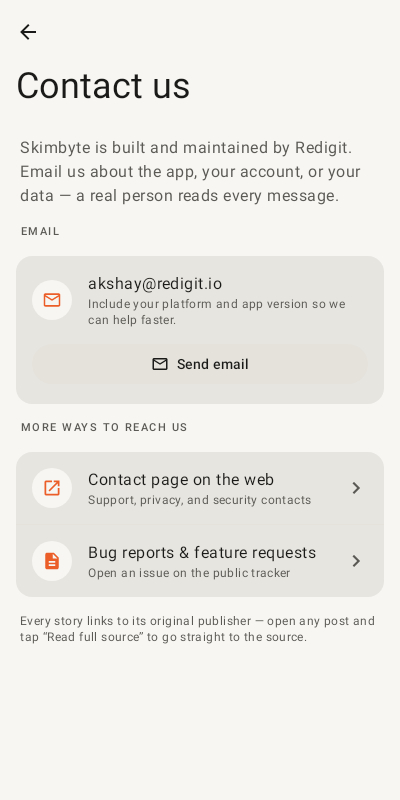 Contact us
Skimbyte is built and maintained by Redigit.
Email us about the app, your account, or your
data — a real person reads every message.
EMAIL
akshay@redigit.io
Include your platform and app version so we
can help faster.
Send email
MORE WAYS TO REACH US
Contact page on the web
Support, privacy, and security contacts
Bug reports & feature requests
Open an issue on the public tracker
Every story links to its original publisher — open any post and
tap “Read full source” to go straight to the source.